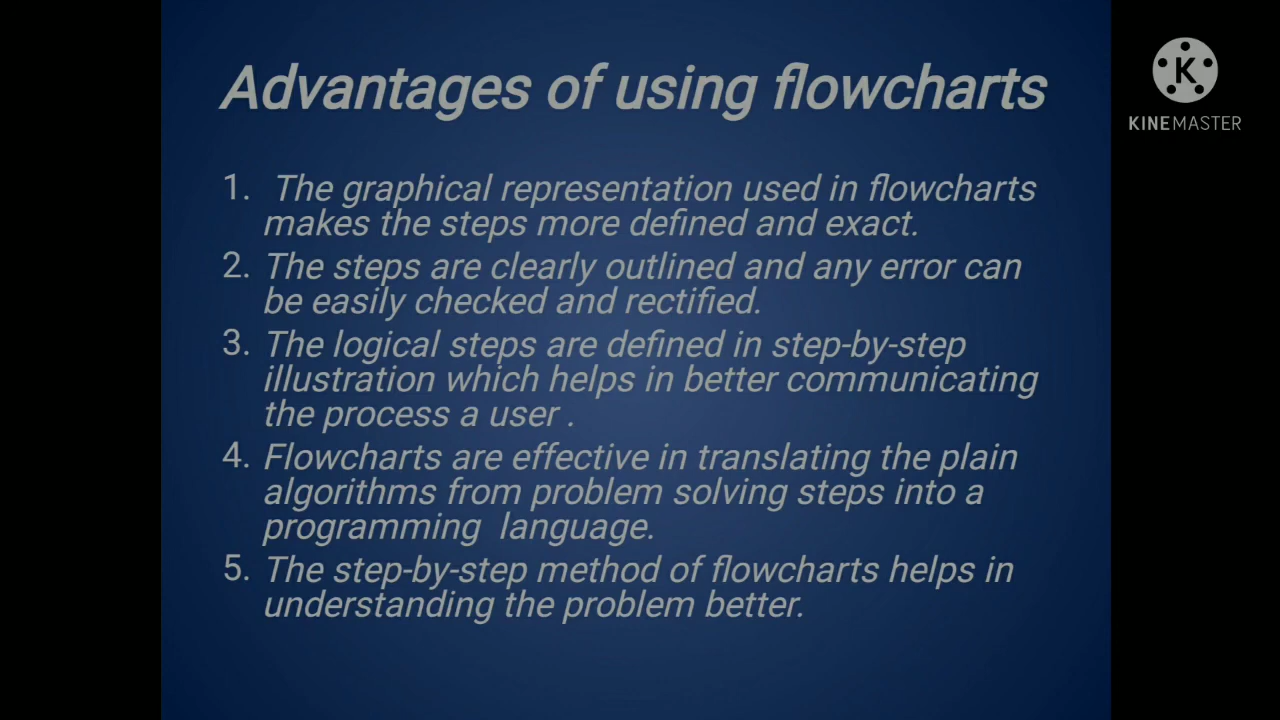 Advantages of using flowcharts
K
KINEMASTER
1. The graphical representation used in flowcharts
makes the steps more defined and exact.
2. The steps are clearly outlined and any error can
be easily checked and rectified.
3. The logical steps are defined in step-by-step
illustration which helps in better communicating
the process a user .
4. Flowcharts are effective in translating the plain
algorithms from problem solving steps into a
programming language.
5. The step-by-step method of flowcharts helps in
understanding the problem better.